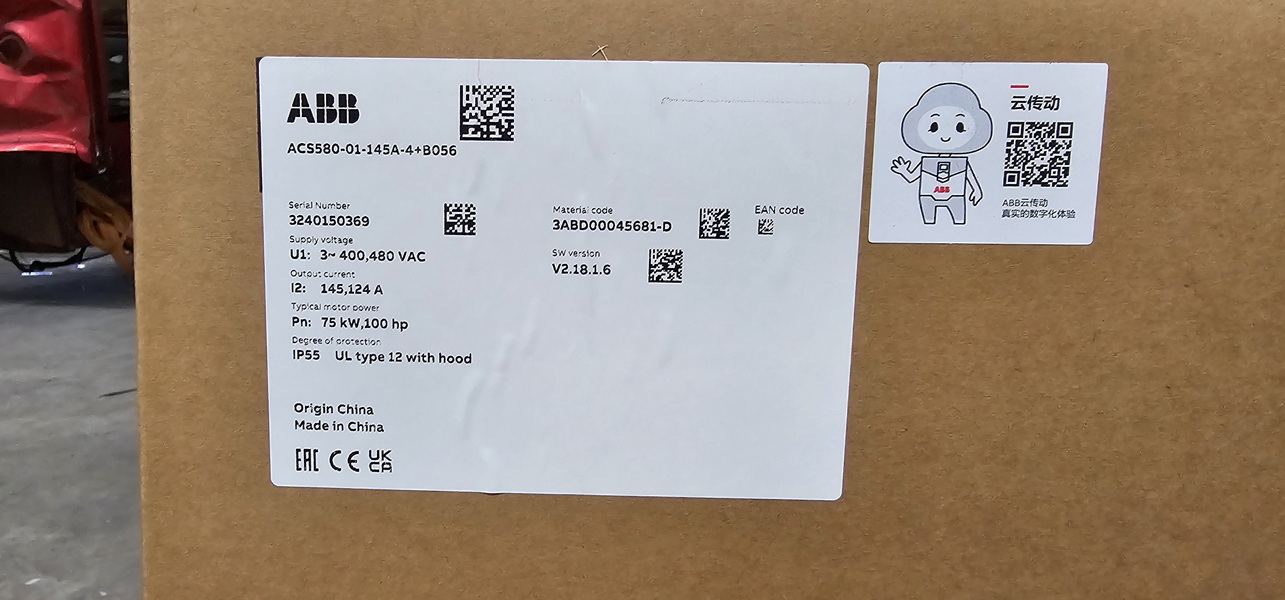 ABB
ACS580-01-145A-4+B056
Serial Number
3240150369
Supply voltage
U1: 3~ 400,480 VAC
Output current
I2: 145,124 A
Typical motor power
Pn: 75 kW,100 hp
Degree of protection
IP55 UL type 12 with hood
Material code
3ABD00045681-D
EAN code
SW version
V2.18.1.6
Origin China
Made in China
EAC CE UK
CA
云传动
ABB
ABB云传动
真实的数字化体验